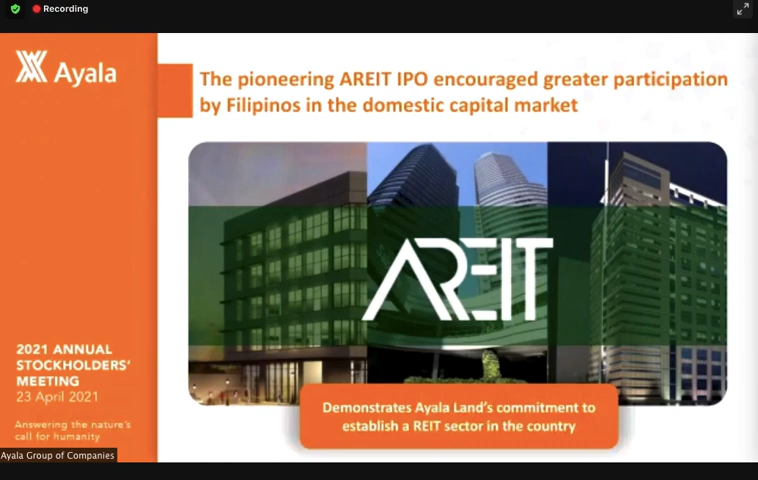 Recording
Ayala
The pioneering AREIT IPO encouraged greater participation
by Filipinos in the domestic capital market
AREIT
2021 ANNUAL
STOCKHOLDERS'
MEETING
23 April 2021
Answering the nature's
call for humanity
Demonstrates Ayala Land's commitment to
establish a REIT sector in the country
Ayala Group of Companies